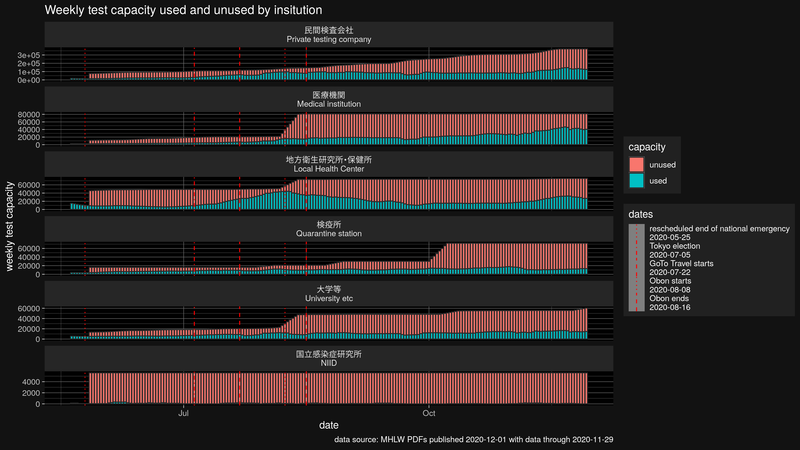 Weekly test capacity used and unused by insitution
民間検査会社
Private testing company
3e+05
2e+05
1e+05
0e+00
医療機関
Medical institution
80000
60000
40000
20000
0
地方衛生研究所・保健所
Local Health Center
60000
40000
20000
0
検疫所
Quarantine station
60000
40000
20000
0
大学等
University etc
60000
40000
20000
0
国立感染症研究所
NIID
4000
2000
0
Jul
Oct
date
weekly test capacity
capacity
unused
used
dates
rescheduled end of national emergency
2020-05-25
Tokyo election
2020-07-05
GoTo Travel starts
2020-07-22
Obon starts
2020-08-08
Obon ends
2020-08-16
data source: MHLW PDFs published 2020-12-01 with data through 2020-11-29